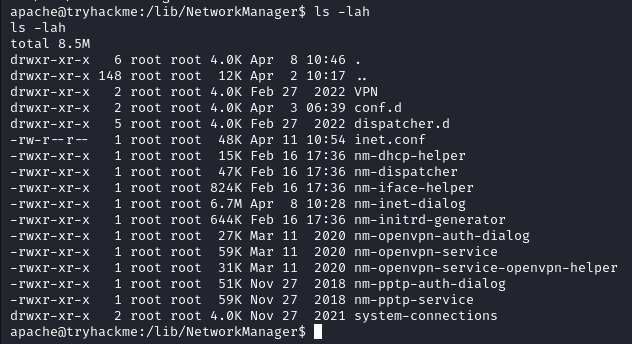 apache@tryhackme:/lib/NetworkManager$ ls -lah
ls -lah
total 8.5M
drwxr-xr-x   6 root root 4.0K Apr  8 10:46 .
drwxr-xr-x 148 root root  12K Apr  2 10:17 ..
drwxr-xr-x   2 root root 4.0K Feb 27  2022 VPN
drwxr-xr-x   2 root root 4.0K Apr  3 06:39 conf.d
drwxr-xr-x   5 root root 4.0K Feb 27  2022 dispatcher.d
-rw-r--r--   1 root root  48K Apr 11 10:54 inet.conf
-rwxr-xr-x   1 root root  15K Feb 16 17:36 nm-dhcp-helper
-rwxr-xr-x   1 root root  47K Feb 16 17:36 nm-dispatcher
-rwxr-xr-x   1 root root 824K Feb 16 17:36 nm-iface-helper
-rwxr-xr-x   1 root root 6.7M Apr  8 10:28 nm-inet-dialog
-rwxr-xr-x   1 root root 644K Feb 16 17:36 nm-initrd-generator
-rwxr-xr-x   1 root root  27K Mar 11  2020 nm-openvpn-auth-dialog
-rwxr-xr-x   1 root root  59K Mar 11  2020 nm-openvpn-service
-rwxr-xr-x   1 root root  31K Mar 11  2020 nm-openvpn-service-openvpn-helper
-rwxr-xr-x   1 root root  51K Nov 27  2018 nm-pptp-auth-dialog
-rwxr-xr-x   1 root root  59K Nov 27  2018 nm-pptp-service
drwxr-xr-x   2 root root 4.0K Nov 27  2021 system-connections
apache@tryhackme:/lib/NetworkManager$